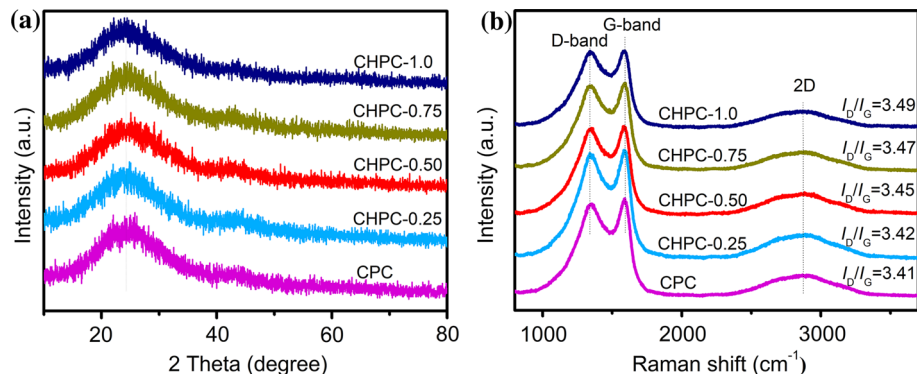 (a)
Intensity (a.u.)
CHPC-1.0
CHPC-0.75
CHPC-0.50
CHPC-0.25
CPC
20 40 60 80
2 Theta (degree)
(b)
Intensity (a.u.)
D-band
G-band
2D
CHPC-1.0
I_D/I_G=3.49
CHPC-0.75
I_D/I_G=3.47
CHPC-0.50
I_D/I_G=3.45
CHPC-0.25
I_D/I_G=3.42
CPC
I_D/I_G=3.41
1000 2000 3000
Raman shift (cm⁻¹)